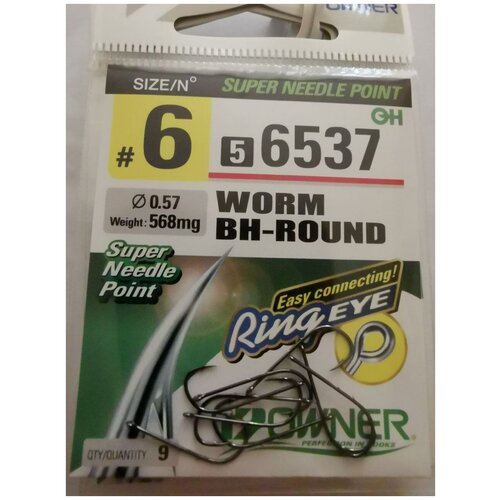 OWNER
SIZE/N° SUPER NEEDLE POINT
#6 5 6537
Ø 0.57
Weight: 568mg
WORM
BH-ROUND
Super
Needle
Point
Easy connecting!
Ring EYE
OWNER
PERFECTION IN HOOKS
QTY/QUANTITY: 9